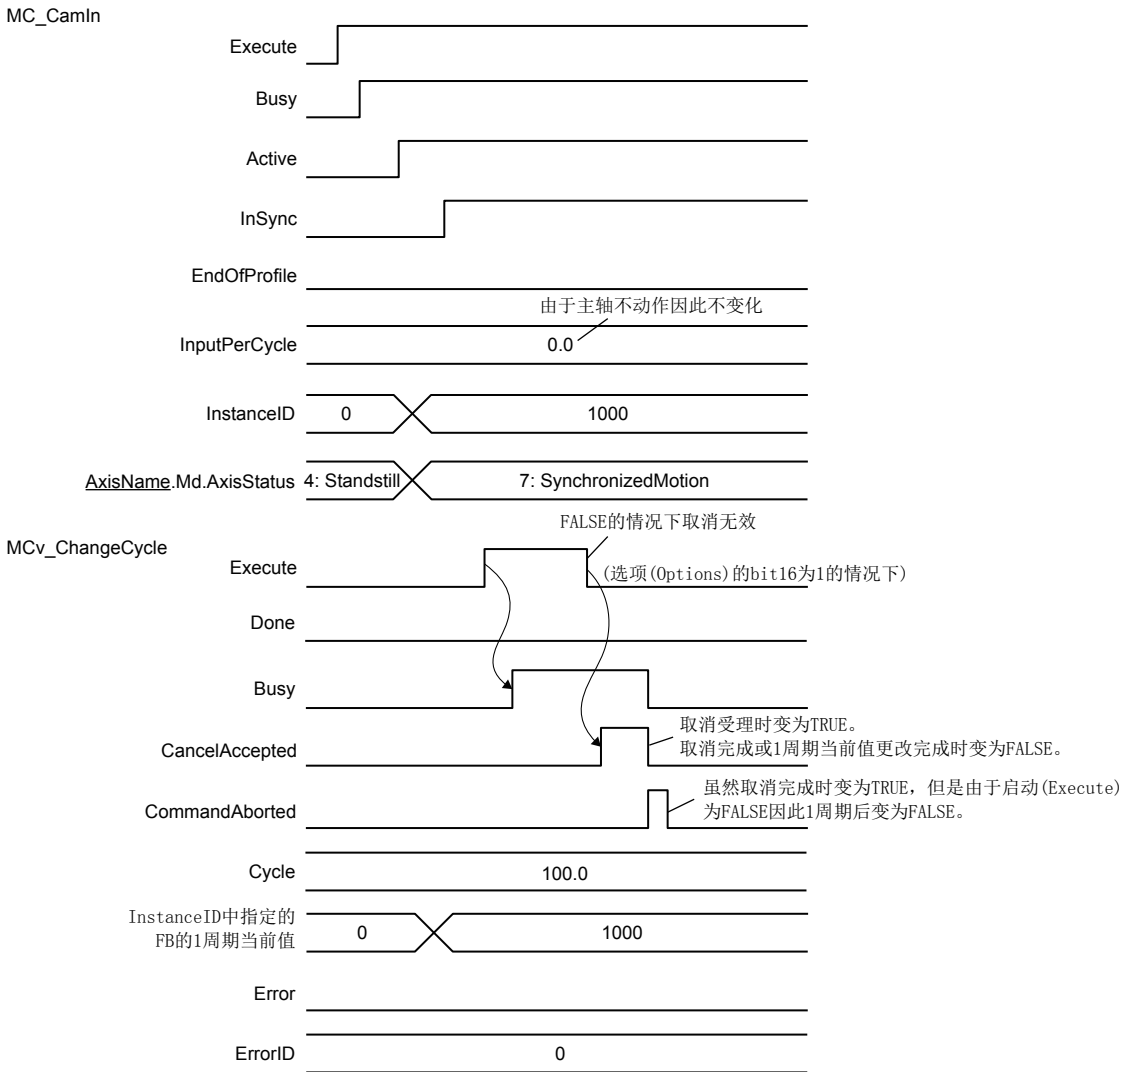 MC_CamIn
Execute
Busy
Active
InSync
EndOfProfile
由于主轴不动作因此不变化
InputPerCycle
0.0
InstanceID
0
1000
AxisName.Md.AxisStatus
4: Standstill
7: SynchronizedMotion
FALSE的情况下取消无效
MCv_ChangeCycle
Execute
(选项(Options)的bit16为1的情况下)
Done
Busy
取消受理时变为TRUE。
取消完成或1周期当前值更改完成时变为FALSE。
CancelAccepted
虽然取消完成时变为TRUE，但是由于启动(Execute)
为FALSE因此1周期后变为FALSE。
CommandAborted
Cycle
100.0
InstanceID中指定的
FB的1周期当前值
0
1000
Error
ErrorID
0